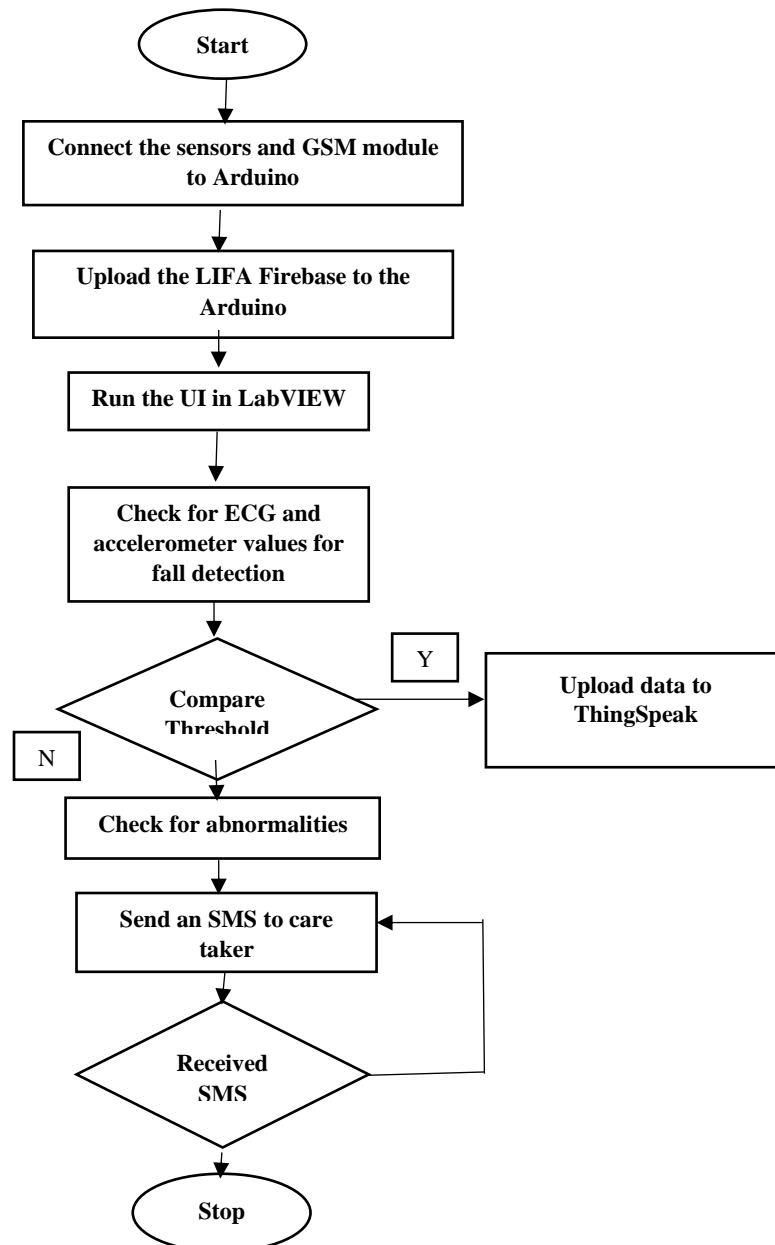 Start
Connect the sensors and GSM module
to Arduino
Upload the LIFA Firebase to the
Arduino
Run the UI in LabVIEW
Check for ECG and
accelerometer values for
fall detection
Y
Compare
Threshold
Upload data to
ThingSpeak
N
Check for abnormalities
Send an SMS to care
taker
Received
SMS
Stop